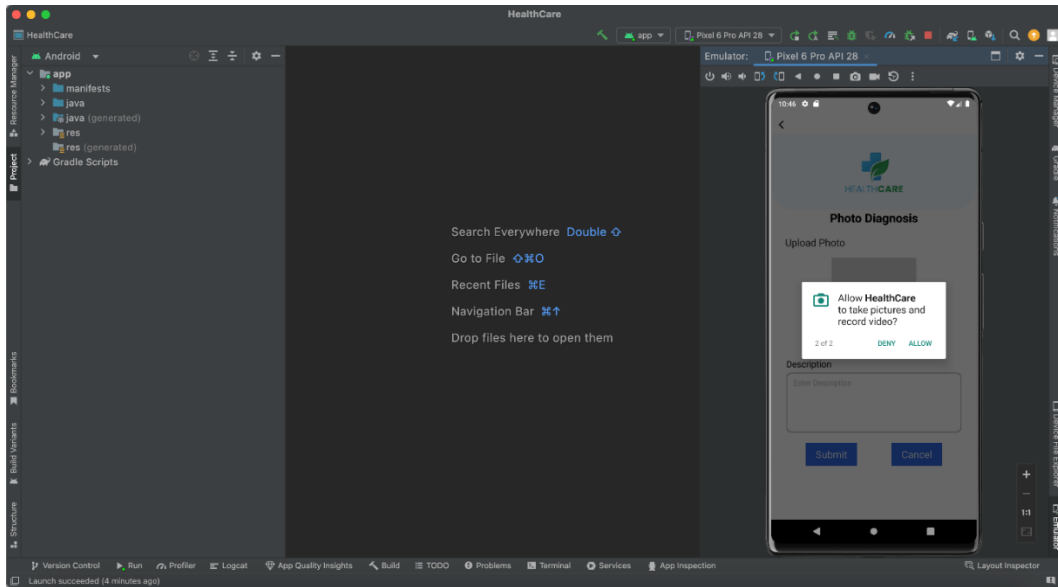 HealthCare
HealthCare
app
Pixel 6 Pro API 28
Android
Emulator:
Pixel 6 Pro API 28
app
manifests
java
java (generated)
res
res (generated)
Gradle Scripts
Resource Manager
Project
Bookmarks
Build Variants
Structure
Search Everywhere Double ⇧
Go to File ⇧⌘O
Recent Files ⌘E
Navigation Bar ⌘↑
Drop files here to open them
10:46
HEALTHCARE
Photo Diagnosis
Upload Photo
Allow HealthCare
to take pictures and
record video?
2 of 2 DENY ALLOW
Description
Enter Description
Submit Cancel
1:1
Device Manager
Gradle
Notifications
Device File Explorer
Emulator
Version Control Run Profiler Logcat App Quality Insights Build TODO Problems Terminal Services App Inspection Layout Inspector
Launch succeeded (4 minutes ago)